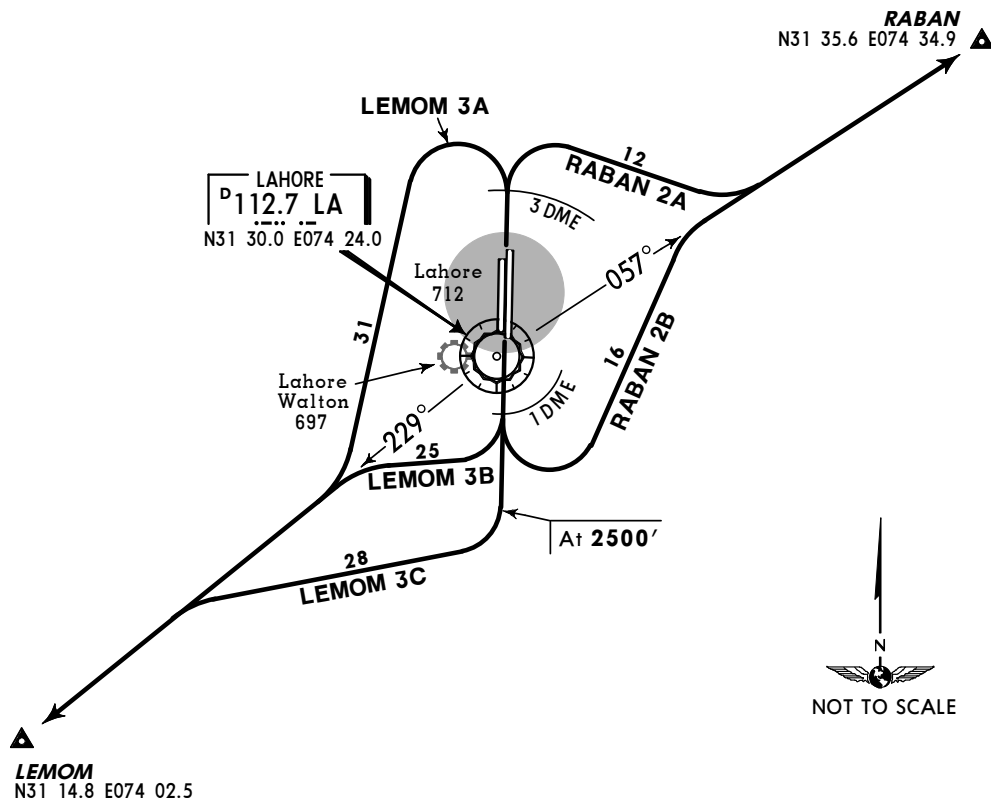 RABAN
N31 35.6 E074 34.9
LEMOM 3A
12
RABAN 2A
LAHORE
D 112.7 LA
N31 30.0 E074 24.0
3 DME
Lahore
712
057°
31
16
RABAN 2B
Lahore
Walton
697
1 DME
229°
25
LEMOM 3B
At 2500'
28
LEMOM 3C
N
NOT TO SCALE
LEMOM
N31 14.8 E074 02.5